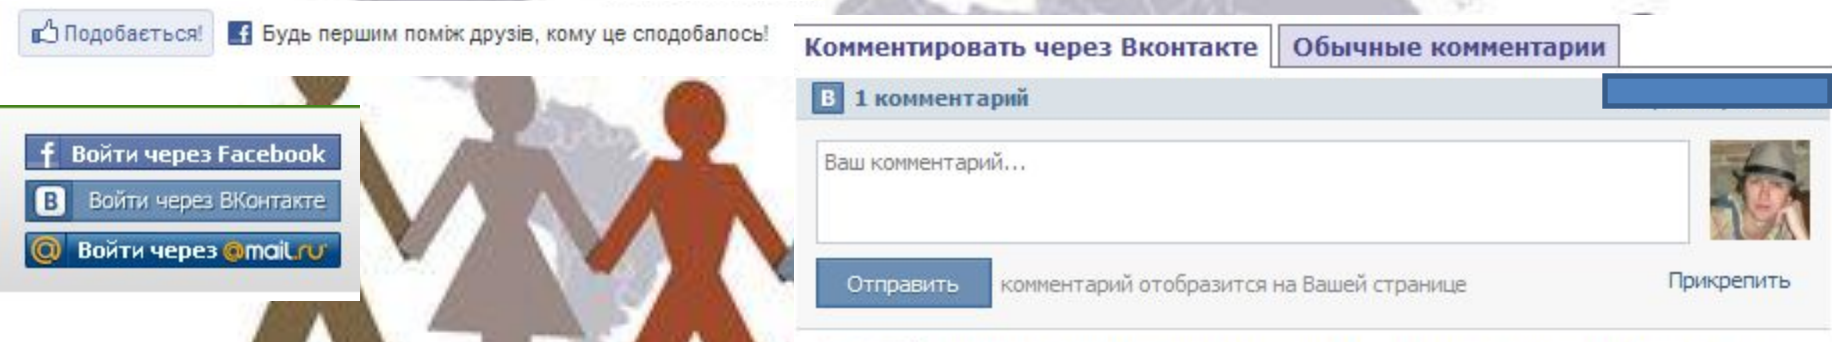 Подобається!
Будь першим поміж друзів, кому це сподобалось!
Войти через Facebook
Войти через ВКонтакте
Войти через @mail.ru
Комментировать через Вконтакте
Обычные комментарии
В 1 комментарий
Ваш комментарий...
Отправить
комментарий отобразится на Вашей странице
Прикрепить